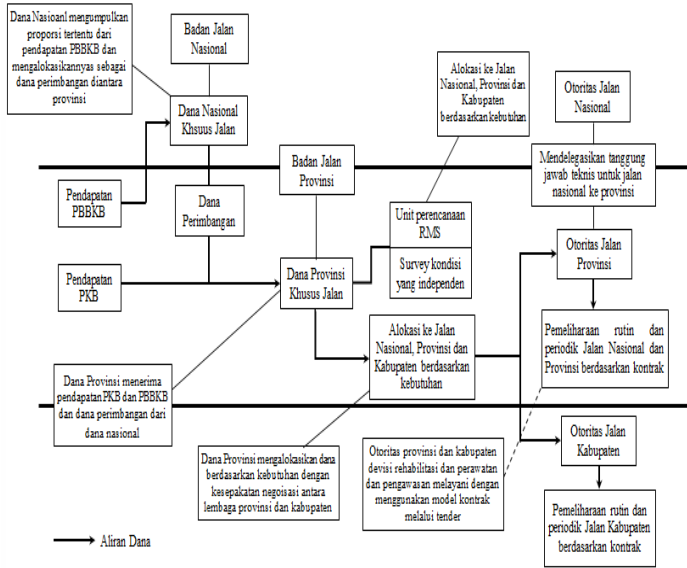 Dana Nasioanl mengumpulkan
proporsi tertentu dari
pendapatan PBBKB dan
mengalokasikannyas sebagai
dana perimbangan diantara
provinsi
Badan Jalan
Nasional
Dana Nasional
Khsuus Jalan
Alokasi ke Jalan
Nasional, Provinsi dan
Kabupaten
berdasarkan kebutuhan
Otoritas Jalan
Nasional
Badan Jalan
Provinsi
Mendelegasikan tanggung
jawab teknis untuk jalan
nasional ke provinsi
Pendapatan
PBBKB
Dana
Perimbangan
Unit perencanaan
RMS
Survey kondisi
yang independen
Otoritas Jalan
Provinsi
Pendapatan
PKB
Dana Provinsi
Khusus Jalan
Alokasi ke Jalan
Nasional, Provinsi dan
Kabupaten berdasarkan
kebutuhan
Pemeliharaan rutin dan
periodik Jalan Nasional dan
Provinsi berdasarkan kontrak
Dana Provinsi menerima
pendapatan PKB dan PBBKB
dan dana perimbangan dari
dana nasional
Dana Provinsi mengalokasikan dana
berdasarkan kebutuhan dengan
kesepakatan negoisasi antara
lembaga provinsi dan kabupaten
Otoritas provinsi dan kabupaten
devisi rehabilitasi dan perawatan
dan pengawasan melayani dengan
menggunakan model kontrak
melalui tender
Otoritas Jalan
Kabupaten
Pemeliharaan rutin dan
periodik Jalan Kabupaten
berdasarkan kontrak
Aliran Dana